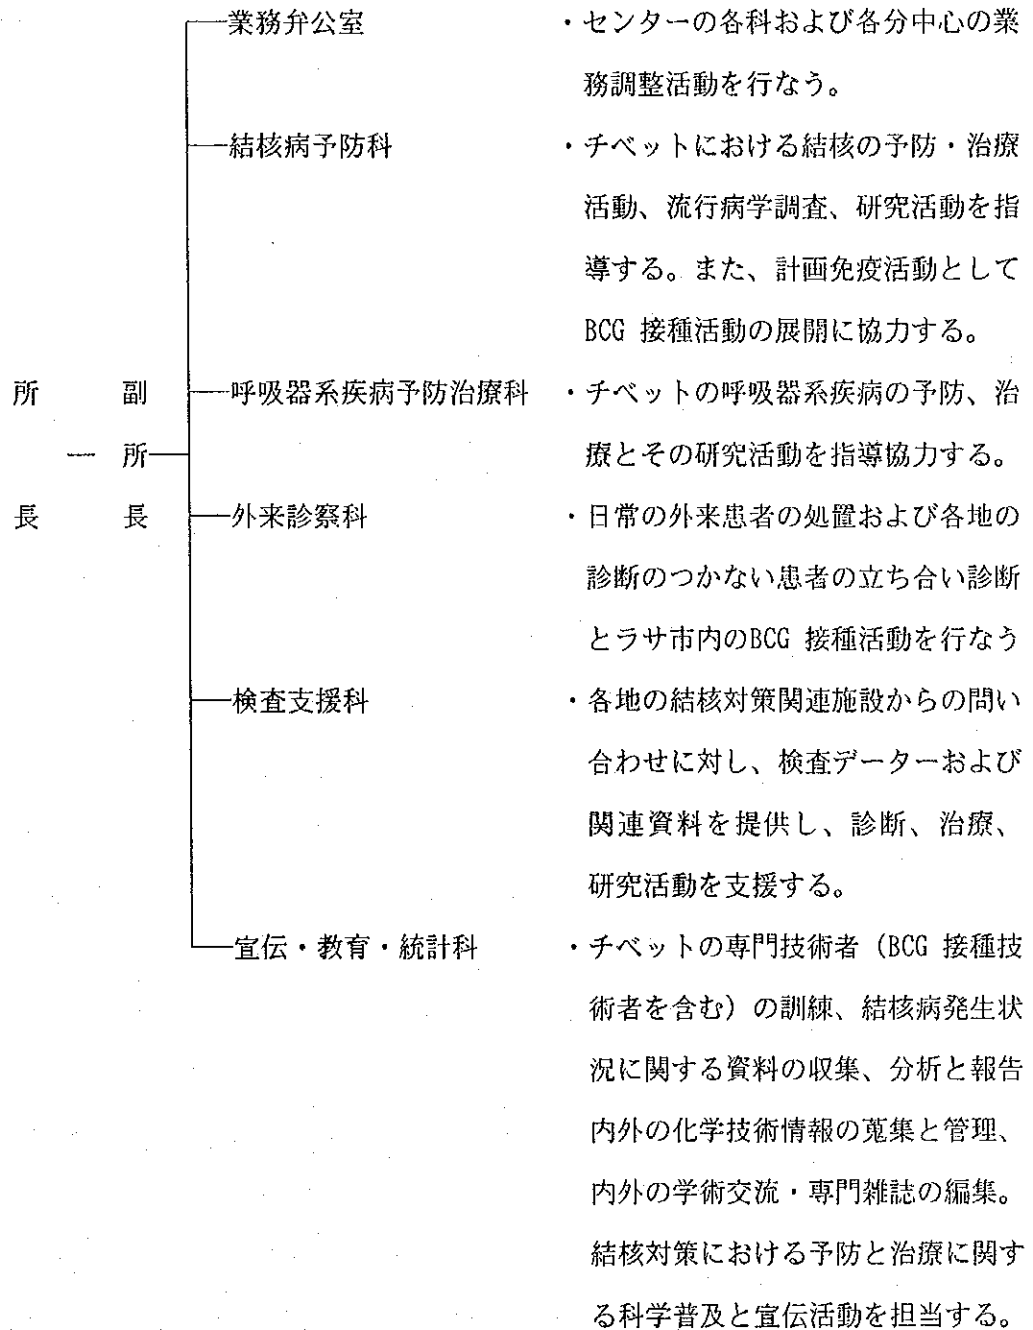 業務弁公室 ・センターの各科および各分中心の業
務調整活動を行なう。
結核病予防科 ・チベットにおける結核の予防・治療
活動、流行病学調査、研究活動を指
導する。また、計画免疫活動として
BCG 接種活動の展開に協力する。
所 副 呼吸器系疾病予防治療科 ・チベットの呼吸器系疾病の予防、治
所 療とその研究活動を指導協力する。
長 長 外来診察科 ・日常の外来患者の処置および各地の
診断のつかない患者の立ち合い診断
とラサ市内のBCG 接種活動を行なう
検査支援科 ・各地の結核対策関連施設からの問い
合わせに対し、検査データーおよび
関連資料を提供し、診断、治療、
研究活動を支援する。
宣伝・教育・統計科 ・チベットの専門技術者（BCG 接種技
術者を含む）の訓練、結核病発生状
況に関する資料の収集、分析と報告
内外の化学技術情報の蒐集と管理、
内外の学術交流・専門雑誌の編集。
結核対策における予防と治療に関す
る科学普及と宣伝活動を担当する。